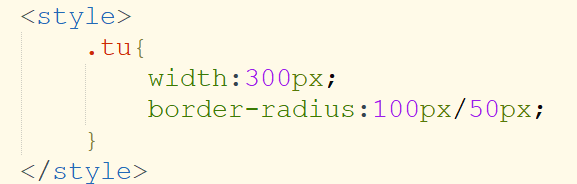 <style>
.tu{
width:300px;
border-radius:100px/50px;
}
</style>